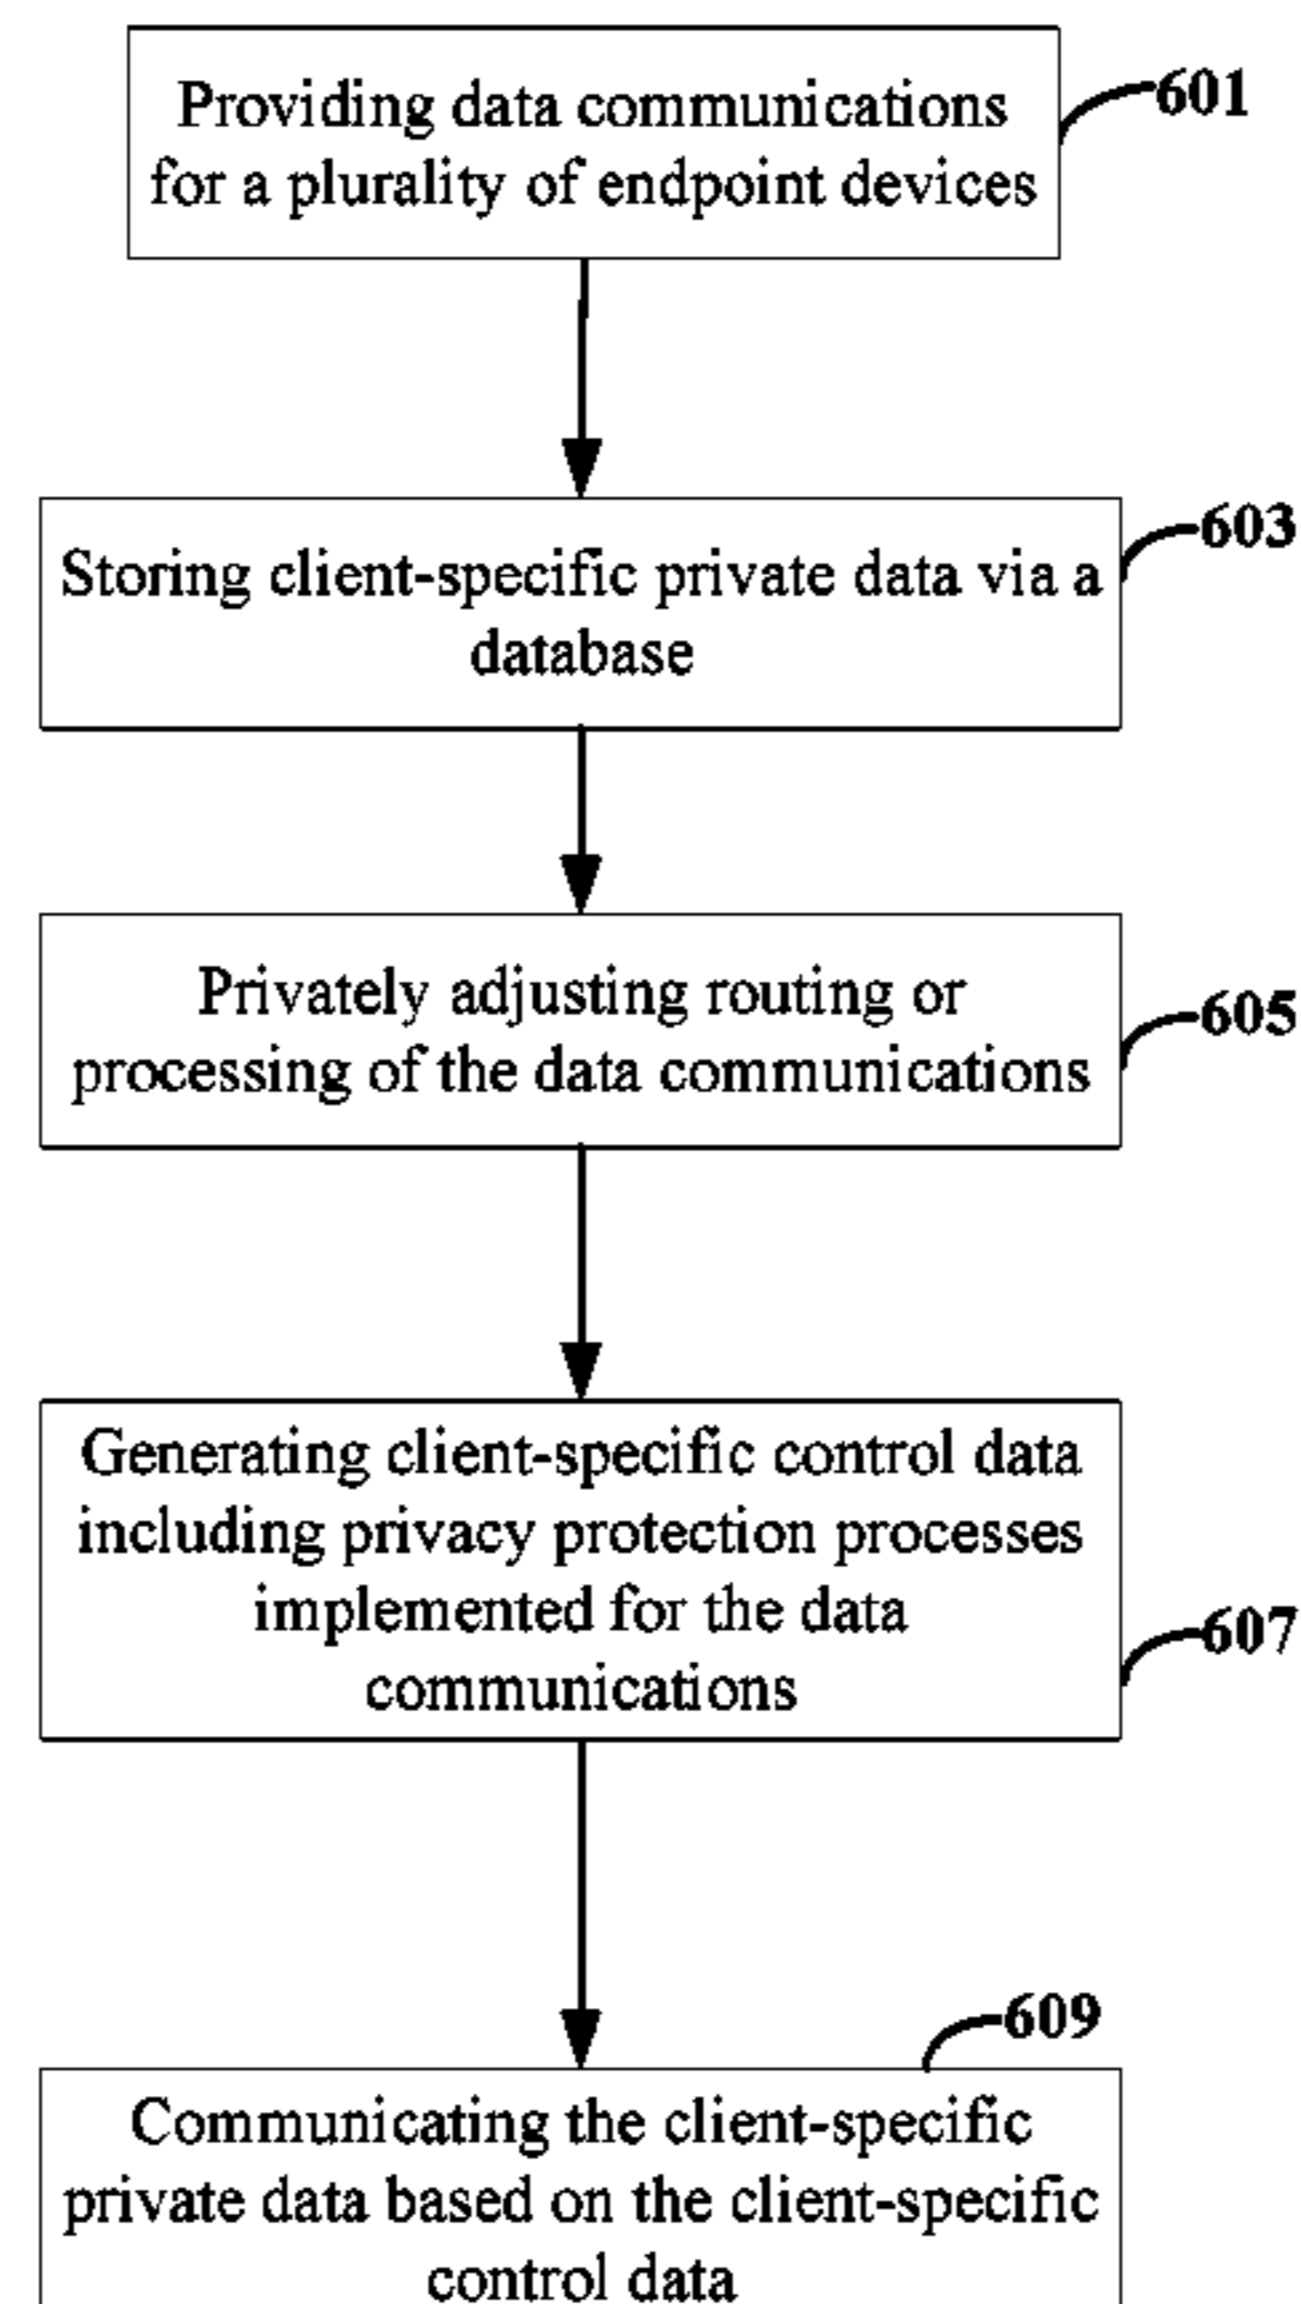 Providing data communications
for a plurality of endpoint devices
601
Storing client-specific private data via a
database
603
Privately adjusting routing or
processing of the data communications
605
Generating client-specific control data
including privacy protection processes
implemented for the data
communications
607
609
Communicating the client-specific
private data based on the client-specific
control data